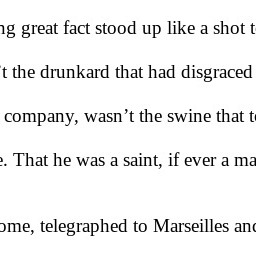 ng great fact stood up like a shot t
't the drunkard that had disgraced
company, wasn’t the swine that t
e. That he was a saint, if ever a ma
ome, telegraphed to Marseilles an